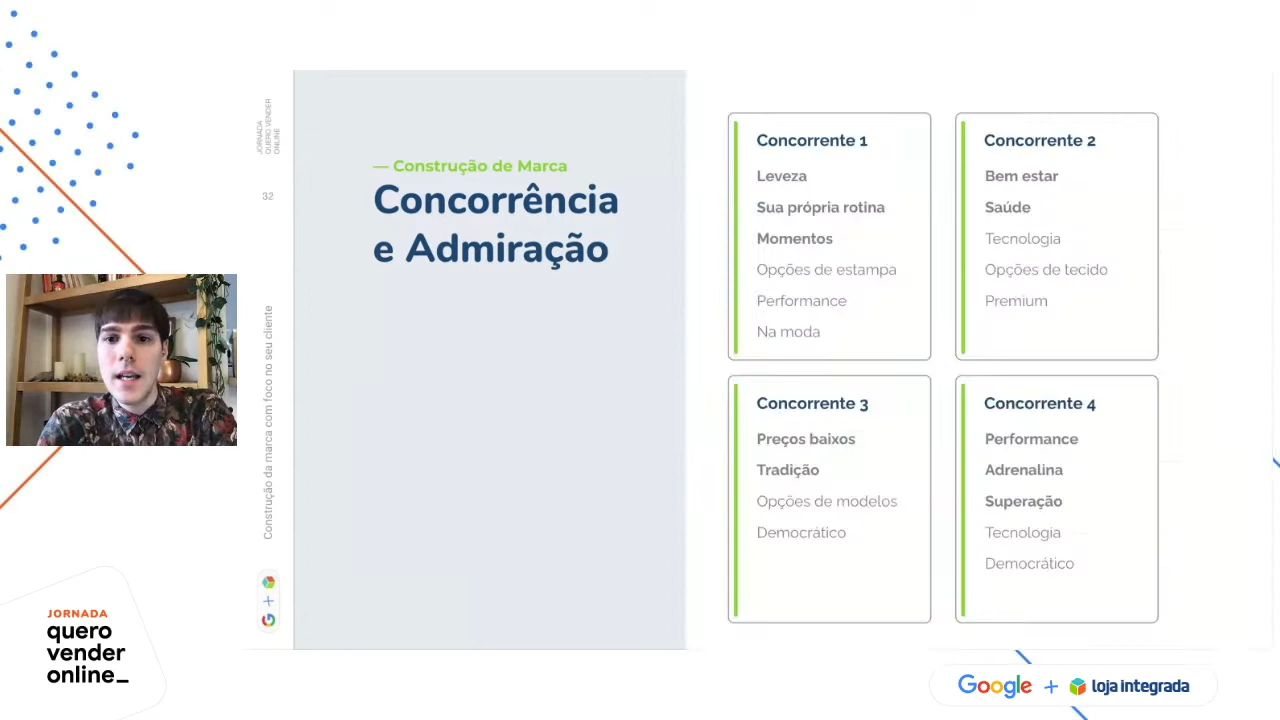 JORNADA
QUERO VENDER
ONLINE
32
Construção da marca com foco no seu cliente
— Construção de Marca
Concorrência
e Admiração
Concorrente 1
Leveza
Sua própria rotina
Momentos
Opções de estampa
Performance
Na moda
Concorrente 2
Bem estar
Saúde
Tecnologia
Opções de tecido
Premium
Concorrente 3
Preços baixos
Tradição
Opções de modelos
Democrático
Concorrente 4
Performance
Adrenalina
Superação
Tecnologia
Democrático
G +
JORNADA
quero
vender
online_
Google + loja integrada